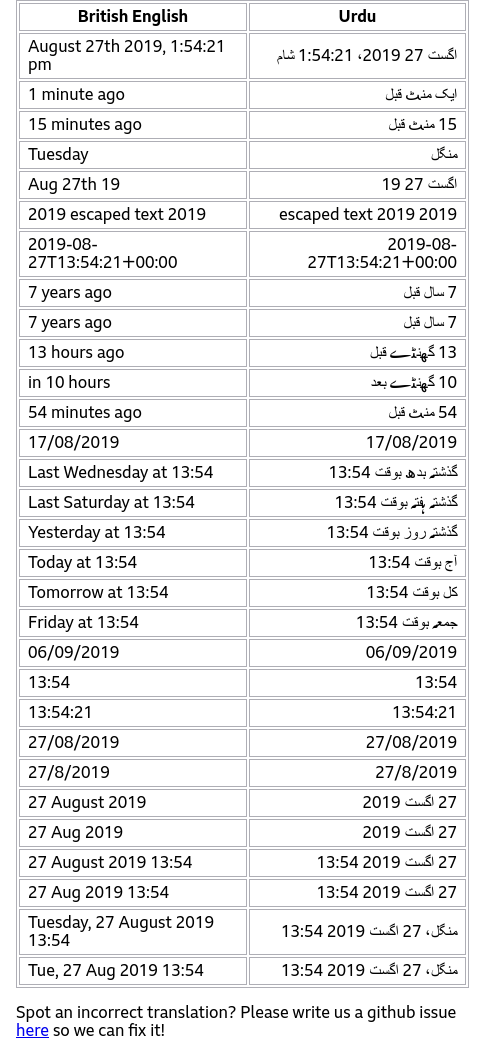 British English Urdu
August 27th 2019, 1:54:21
pm
اگست 27 2019، 1:54:21 شام
1 minute ago ایک منٹ قبل
15 minutes ago 15 منٹ قبل
Tuesday منگل
Aug 27th 19 اگست 27 19
2019 escaped text 2019 2019 escaped text 2019
2019-08-
27T13:54:21+00:00
2019-08-
27T13:54:21+00:00
7 years ago 7 سال قبل
7 years ago 7 سال قبل
13 hours ago 13 گھنٹے قبل
in 10 hours 10 گھنٹے بعد
54 minutes ago 54 منٹ قبل
17/08/2019 17/08/2019
Last Wednesday at 13:54 گذشتہ بدھ بوقت 13:54
Last Saturday at 13:54 گذشتہ ہفتہ بوقت 13:54
Yesterday at 13:54 گذشتہ روز بوقت 13:54
Today at 13:54 آج بوقت 13:54
Tomorrow at 13:54 کل بوقت 13:54
Friday at 13:54 جمعہ بوقت 13:54
06/09/2019 06/09/2019
13:54 13:54
13:54:21 13:54:21
27/08/2019 27/08/2019
27/8/2019 27/8/2019
27 August 2019 27 اگست 2019
27 Aug 2019 27 اگست 2019
27 August 2019 13:54 27 اگست 2019 13:54
27 Aug 2019 13:54 27 اگست 2019 13:54
Tuesday, 27 August 2019
13:54
منگل، 27 اگست 2019 13:54
Tue, 27 Aug 2019 13:54 منگل، 27 اگست 2019 13:54
Spot an incorrect translation? Please write us a github issue
here so we can fix it!